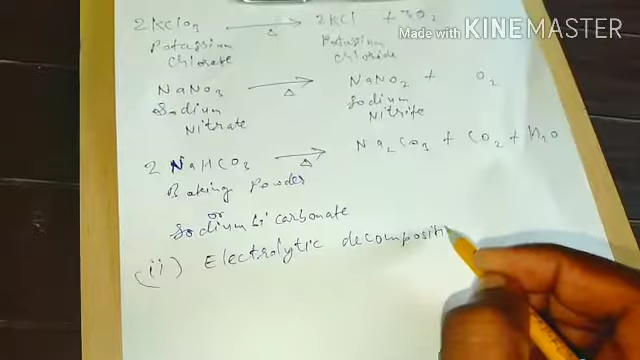 2KClO3 → Δ 2KCl + 3O2
Potassium Chlorate
Potassium Chloride
Made with KINEMASTER
NaNO3 → Δ NaNO2 + O2
Sodium Nitrate
Sodium Nitrite
2 NaHCO3 → Δ Na2CO3 + CO2 + H2O
Baking Powder
or
Sodium bi carbonate
(ii) Electrolytic decompositi